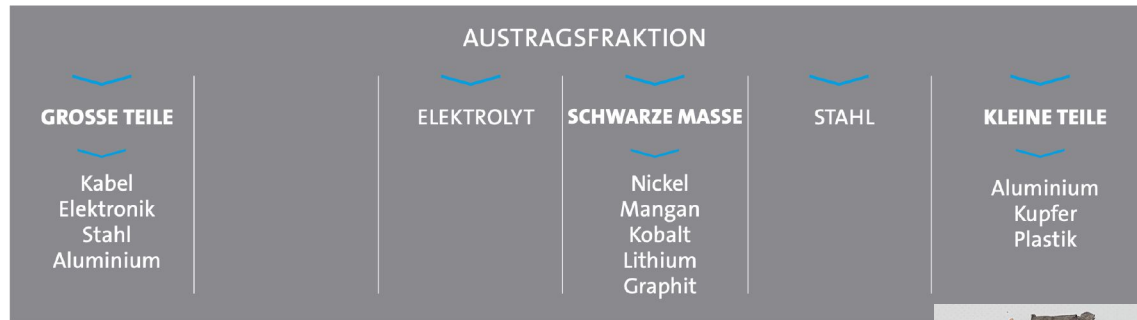 AUSTRAGSFRAKTION
GROSSE TEILE
Kabel
Elektronik
Stahl
Aluminium
ELEKTROLYT
SCHWARZE MASSE
Nickel
Mangan
Kobalt
Lithium
Graphit
STAHL
KLEINE TEILE
Aluminium
Kupfer
Plastik